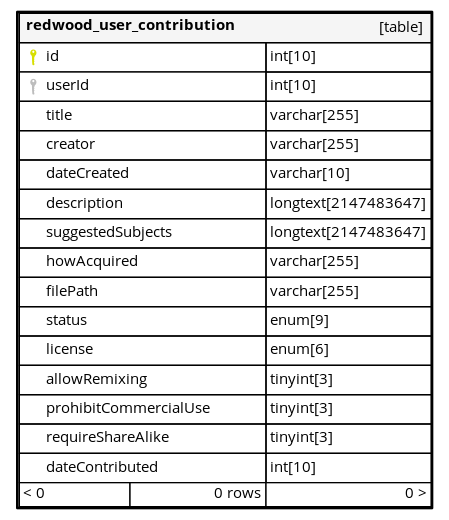 redwood_user_contribution [table]
id int[10]
userId int[10]
title varchar[255]
creator varchar[255]
dateCreated varchar[10]
description longtext[2147483647]
suggestedSubjects longtext[2147483647]
howAcquired varchar[255]
filePath varchar[255]
status enum[9]
license enum[6]
allowRemixing tinyint[3]
prohibitCommercialUse tinyint[3]
requireShareAlike tinyint[3]
dateContributed int[10]
< 0 0 rows 0 >